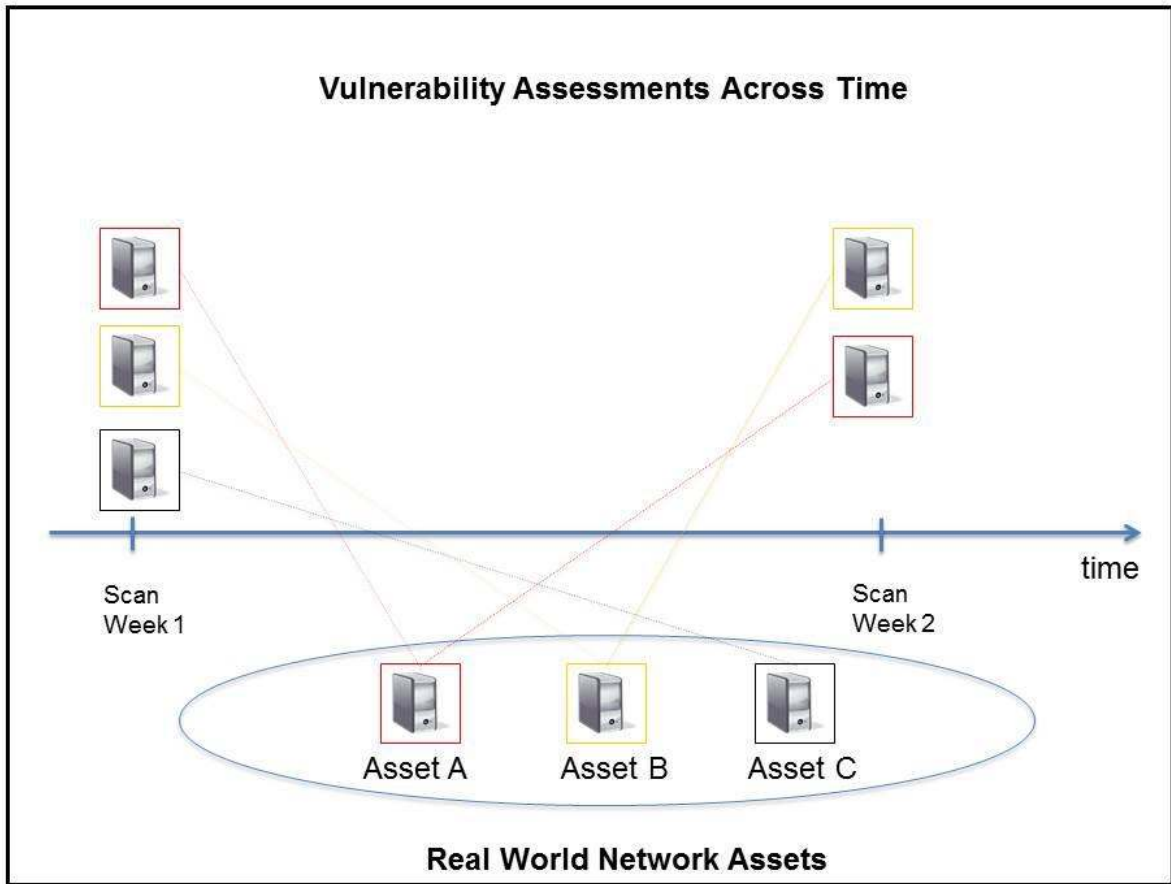 Vulnerability Assessments Across Time
time
Scan
Week 1
Scan
Week 2
Asset A
Asset B
Asset C
Real World Network Assets